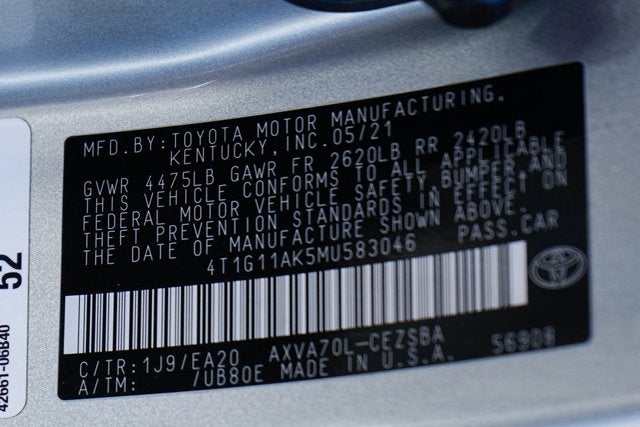 MFD.BY: TOYOTA MOTOR MANUFACTURING,
KENTUCKY, INC. 05/21
GVWR 4475LB GAWR FR 2620LB RR 2420LB
THIS VEHICLE CONFORMS TO ALL APPLICABLE
FEDERAL MOTOR VEHICLE SAFETY, BUMPER, AND
THEFT PREVENTION STANDARDS IN EFFECT ON
THE DATE OF MANUFACTURE SHOWN ABOVE.
4T1G11AK5MU583046 PASS.CAR
C/TR: 1J9/EA20 AXVA70L-CEZSBA 56908
A/TM: /UB80E MADE IN U.S.A.
52
42661-06B40